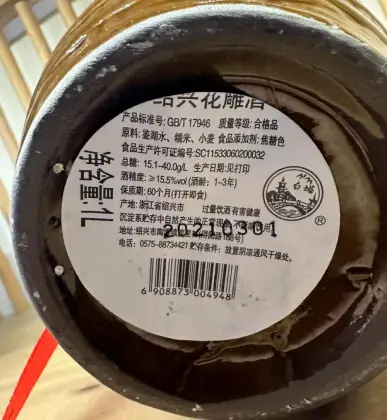 绍兴花雕酒
产品标准号:GB/T 17946 质量等级:合格品
原料:鉴湖水、糯米、小麦 食品添加剂:焦糖色
食品生产许可证编号:SC11533060200032
总糖:15.1-40.0g/L 生产日期:见打印
酒精度:≥15.5%vol (酒龄:1-3年)
保质期:60个月(打开即食)
产地:浙江省绍兴市 过量饮酒有害健康
沉淀系贮存中自然产生的正常现象
20210301
地址:绍兴市陶
电话:0575-88734421 贮存条件:放置阴凉通风干燥处。
净含量:1L
白塔
®
6 908873 004948